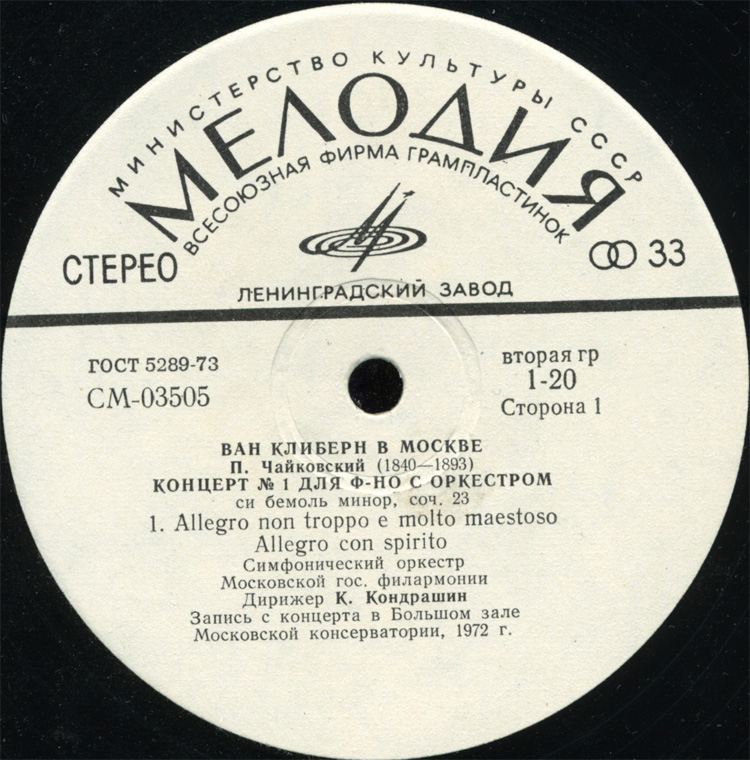 МИНИСТЕРСТВО КУЛЬТУРЫ СССР
МЕЛОДИЯ
ВСЕСОЮЗНАЯ ФИРМА ГРАМПЛАСТИНОК
СТЕРЕО
33
ЛЕНИНГРАДСКИЙ ЗАВОД
ГОСТ 5289-73
СМ-03505
вторая гр
1-20
Сторона 1
ВАН КЛИБЕРН В МОСКВЕ
П. Чайковский (1840—1893)
КОНЦЕРТ № 1 ДЛЯ Ф-НО С ОРКЕСТРОМ
си бемоль минор, соч. 23
1. Allegro non troppo e molto maestoso
Allegro con spirito
Симфонический оркестр
Московской гос. филармонии
Дирижер К. Кондрашин
Запись с концерта в Большом зале
Московской консерватории, 1972 г.